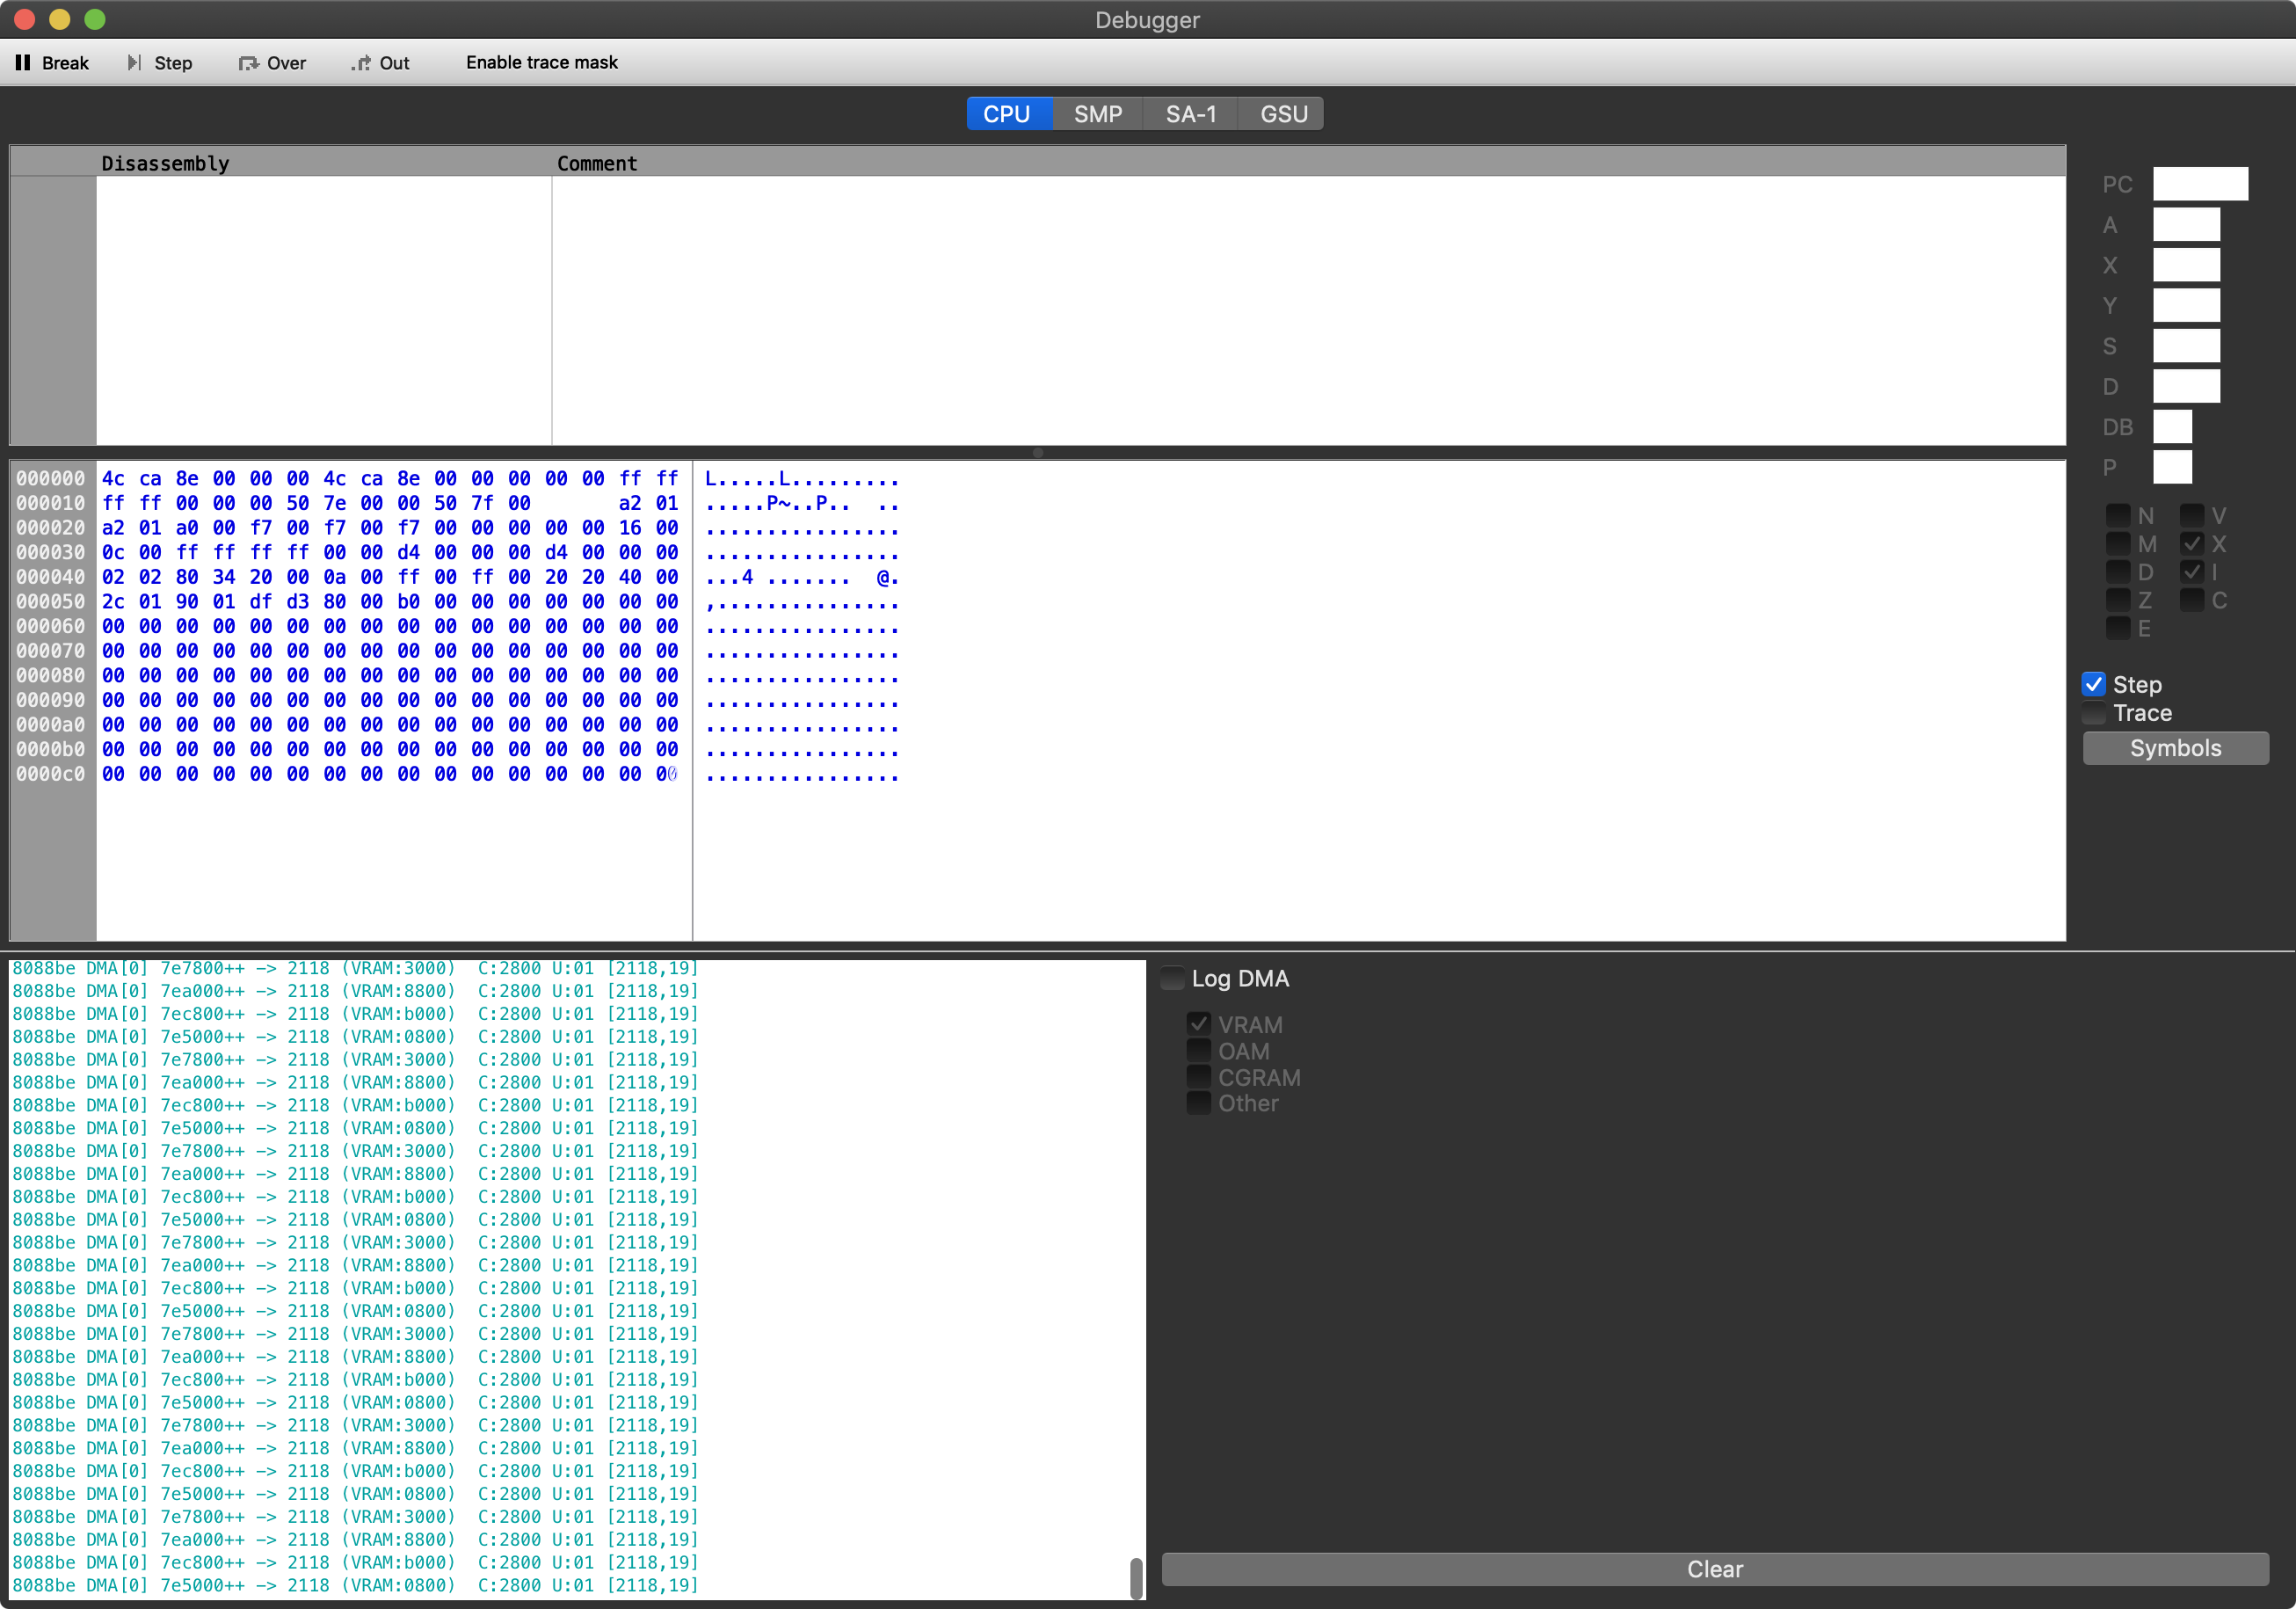 Debugger
Break Step Over Out Enable trace mask
CPU SMP SA-1 GSU
Disassembly Comment
PC
A
X
Y
S
D
DB
P
N V
M X
D I
Z C
E
Step
Trace
Symbols
000000 4c ca 8e 00 00 00 4c ca 8e 00 00 00 00 00 ff ff L.....L.........
000010 ff ff 00 00 00 50 7e 00 00 50 7f 00 a2 01 .....P~..P.. ..
000020 a2 01 a0 00 f7 00 f7 00 f7 00 00 00 00 00 16 00 ................
000030 0c 00 ff ff ff ff 00 00 d4 00 00 00 d4 00 00 00 ................
000040 02 02 80 34 20 00 0a 00 ff 00 ff 00 20 20 40 00 ...4 .......  @.
000050 2c 01 90 01 df d3 80 00 b0 00 00 00 00 00 00 00 ,...............
000060 00 00 00 00 00 00 00 00 00 00 00 00 00 00 00 00 ................
000070 00 00 00 00 00 00 00 00 00 00 00 00 00 00 00 00 ................
000080 00 00 00 00 00 00 00 00 00 00 00 00 00 00 00 00 ................
000090 00 00 00 00 00 00 00 00 00 00 00 00 00 00 00 00 ................
0000a0 00 00 00 00 00 00 00 00 00 00 00 00 00 00 00 00 ................
0000b0 00 00 00 00 00 00 00 00 00 00 00 00 00 00 00 00 ................
0000c0 00 00 00 00 00 00 00 00 00 00 00 00 00 00 00 00 ................
8088be DMA[0] 7e7800++ -> 2118 (VRAM:3000) C:2800 U:01 [2118,19]
8088be DMA[0] 7ea000++ -> 2118 (VRAM:8800) C:2800 U:01 [2118,19]
8088be DMA[0] 7ec800++ -> 2118 (VRAM:b000) C:2800 U:01 [2118,19]
8088be DMA[0] 7e5000++ -> 2118 (VRAM:0800) C:2800 U:01 [2118,19]
8088be DMA[0] 7e7800++ -> 2118 (VRAM:3000) C:2800 U:01 [2118,19]
8088be DMA[0] 7ea000++ -> 2118 (VRAM:8800) C:2800 U:01 [2118,19]
8088be DMA[0] 7ec800++ -> 2118 (VRAM:b000) C:2800 U:01 [2118,19]
8088be DMA[0] 7e5000++ -> 2118 (VRAM:0800) C:2800 U:01 [2118,19]
8088be DMA[0] 7e7800++ -> 2118 (VRAM:3000) C:2800 U:01 [2118,19]
8088be DMA[0] 7ea000++ -> 2118 (VRAM:8800) C:2800 U:01 [2118,19]
8088be DMA[0] 7ec800++ -> 2118 (VRAM:b000) C:2800 U:01 [2118,19]
8088be DMA[0] 7e5000++ -> 2118 (VRAM:0800) C:2800 U:01 [2118,19]
8088be DMA[0] 7e7800++ -> 2118 (VRAM:3000) C:2800 U:01 [2118,19]
8088be DMA[0] 7ea000++ -> 2118 (VRAM:8800) C:2800 U:01 [2118,19]
8088be DMA[0] 7ec800++ -> 2118 (VRAM:b000) C:2800 U:01 [2118,19]
8088be DMA[0] 7e5000++ -> 2118 (VRAM:0800) C:2800 U:01 [2118,19]
8088be DMA[0] 7e7800++ -> 2118 (VRAM:3000) C:2800 U:01 [2118,19]
8088be DMA[0] 7ea000++ -> 2118 (VRAM:8800) C:2800 U:01 [2118,19]
8088be DMA[0] 7ec800++ -> 2118 (VRAM:b000) C:2800 U:01 [2118,19]
8088be DMA[0] 7e5000++ -> 2118 (VRAM:0800) C:2800 U:01 [2118,19]
8088be DMA[0] 7e7800++ -> 2118 (VRAM:3000) C:2800 U:01 [2118,19]
8088be DMA[0] 7ea000++ -> 2118 (VRAM:8800) C:2800 U:01 [2118,19]
8088be DMA[0] 7ec800++ -> 2118 (VRAM:b000) C:2800 U:01 [2118,19]
8088be DMA[0] 7e5000++ -> 2118 (VRAM:0800) C:2800 U:01 [2118,19]
8088be DMA[0] 7e7800++ -> 2118 (VRAM:3000) C:2800 U:01 [2118,19]
8088be DMA[0] 7ea000++ -> 2118 (VRAM:8800) C:2800 U:01 [2118,19]
8088be DMA[0] 7ec800++ -> 2118 (VRAM:b000) C:2800 U:01 [2118,19]
8088be DMA[0] 7e5000++ -> 2118 (VRAM:0800) C:2800 U:01 [2118,19]
Log DMA
VRAM
OAM
CGRAM
Other
Clear